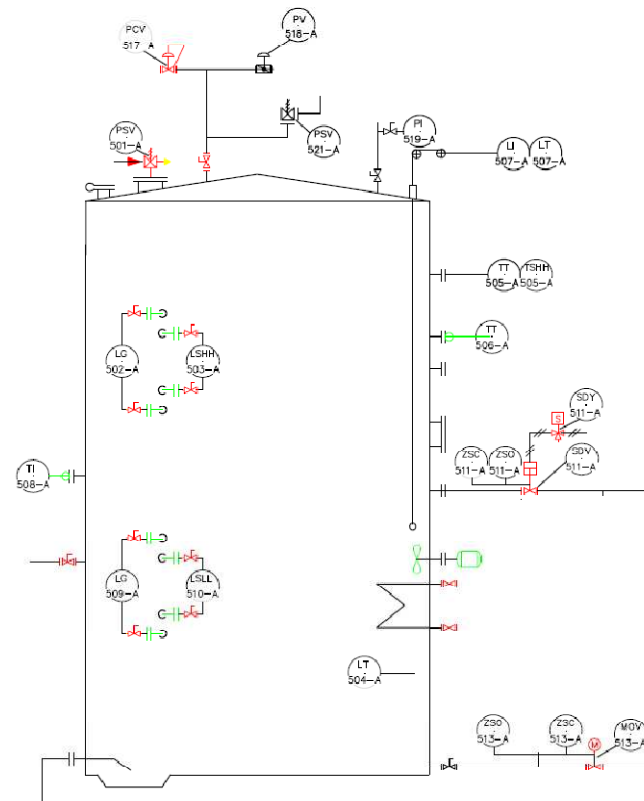 PCV
517-A
PV
518-A
PSV
501-A
PSV
521-A
PI
519-A
LI
507-A
LT
507-A
TT
505-A
TSHH
505-A
LG
502-A
LSHH
503-A
TT
506-A
SDY
511-A
S
ZSC
511-A
ZSO
511-A
SDV
511-A
TI
508-A
LG
509-A
LSLL
510-A
LT
504-A
ZSO
513-A
ZSC
513-A
M
MOV
513-A